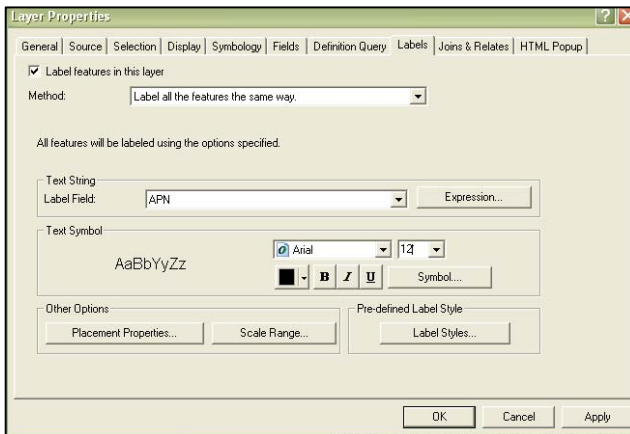 Layer Properties
General Source Selection Display Symbology Fields Definition Query Labels Joins & Relates HTML Popup
Label features in this layer
Method: Label all the features the same way.
All features will be labeled using the options specified.
Text String
Label Field: APN Expression...
Text Symbol
AaBbYyZz
Arial 12
B I U Symbol...
Other Options Pre-defined Label Style
Placement Properties... Scale Range... Label Styles...
OK Cancel Apply